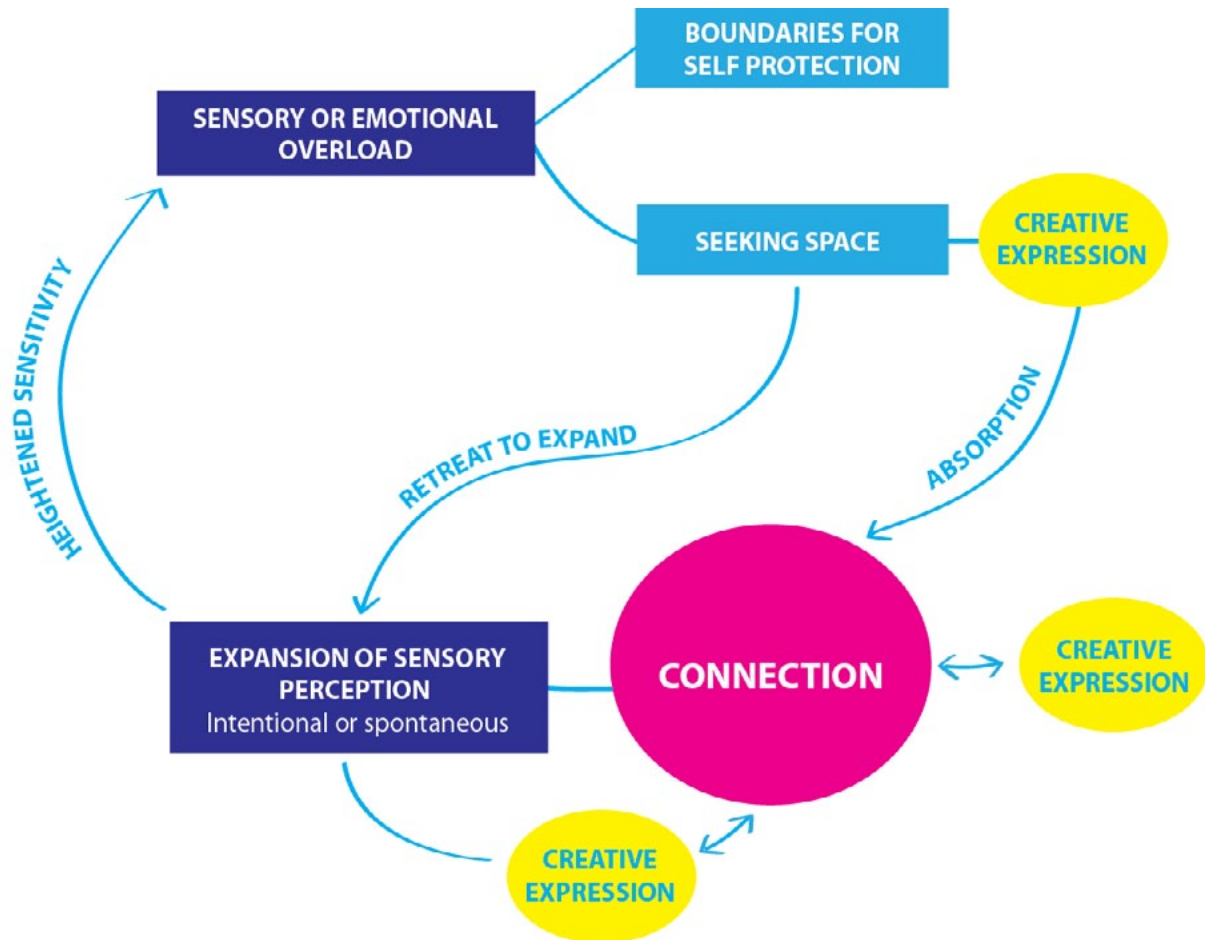 BOUNDARIES FOR
SELF PROTECTION
SENSORY OR EMOTIONAL
OVERLOAD
SEEKING SPACE
CREATIVE
EXPRESSION
HEIGHTENED SENSITIVITY
RETREAT TO EXPAND
ABSORPTION
EXPANSION OF SENSORY
PERCEPTION
Intentional or spontaneous
CONNECTION
CREATIVE
EXPRESSION
CREATIVE
EXPRESSION